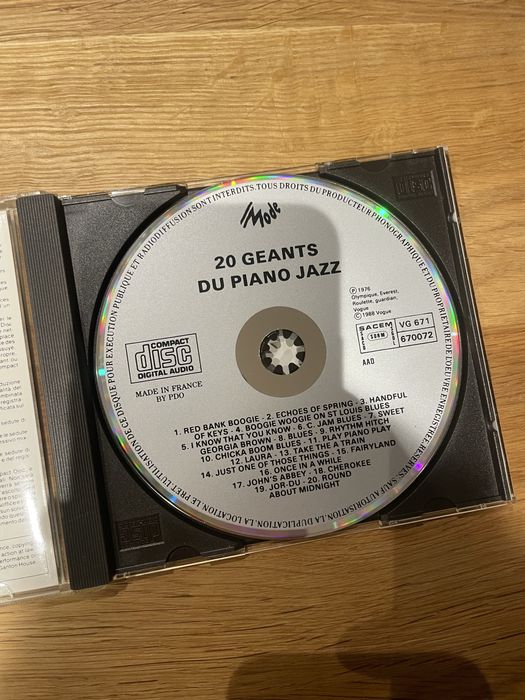 TOUS DROITS DU PRODUCTEUR PHONOGRAPHIQUE ET DU PROPRIETAIRE DE L'OEUVRE ENREGISTREE RESERVES. SAUF AUTORISATION. LA DUPLICATION. LA LOCATION. LE PRET. L'UTILISATION DE CE DISQUE POUR EXECUTION PUBLIQUE ET RADIODIFFUSION SONT INTERDITS.
Mode
20 GEANTS
DU PIANO JAZZ
℗ 1976
Olympique, Everest,
Roulette, guardian,
Vogue
© 1988 Vogue
SACEM
SDRM
VG 671
670072
AAD
COMPACT
disc
DIGITAL AUDIO
MADE IN FRANCE
BY PDO
1. RED BANK BOOGIE - 2. ECHOES OF SPRING - 3. HANDFUL
OF KEYS - 4. BOOGIE WOOGIE ON ST LOUIS BLUES
5. I KNOW THAT YOU KNOW - 6. C. JAM BLUES - 7. SWEET
GEORGIA BROWN - 8. BLUES - 9. RHYTHM HITCH
10. CHICKA BOOM BLUES - 11. PLAY PIANO PLAY
12. LAURA - 13. TAKE THE A TRAIN
14. JUST ONE OF THOSE THINGS - 15. FAIRYLAND
16. ONCE IN A WHILE
17. JOHN'S ABBEY - 18. CHEROKEE
19. JOR-DU - 20. ROUND
ABOUT MIDNIGHT